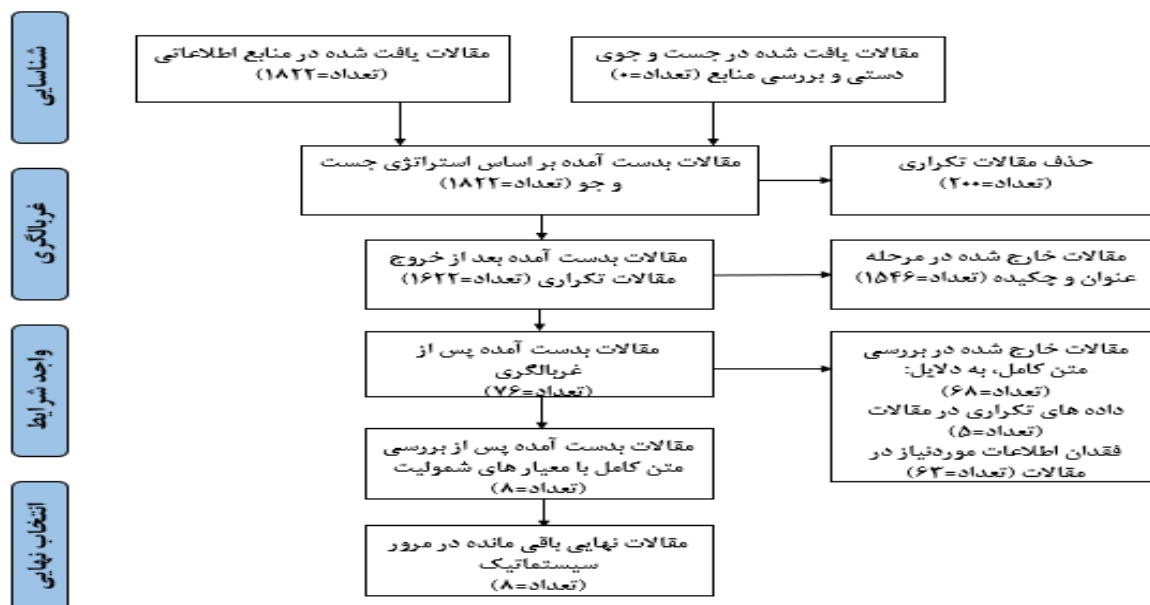 شناسایی
مقالات یافت شده در جست و جوی
دستی و بررسی منابع (تعداد=۰)
مقالات یافت شده در منابع اطلاعاتی
(تعداد=۱۸۲۲)
مقالات بدست آمده بر اساس استراتژی جست
و جو (تعداد=۱۸۲۲)
حذف مقالات تکراری
(تعداد=۲۰۰)
غربالگری
مقالات بدست آمده بعد از خروج
مقالات تکراری (تعداد=۱۶۲۲)
مقالات خارج شده در مرحله
عنوان و چکیده (تعداد=۱۵۴۶)
واجد شرایط
مقالات بدست آمده پس از
غربالگری
(تعداد=۷۶)
مقالات خارج شده در بررسی
متن کامل، به دلایل:
(تعداد=۶۸)
داده های تکراری در مقالات
(تعداد=۵)
فقدان اطلاعات موردنیاز در
مقالات (تعداد=۶۳)
مقالات بدست آمده پس از بررسی
متن کامل با معیار های شمولیت
(تعداد=۸)
انتخاب نهایی
مقالات نهایی باقی مانده در مرور
سیستماتیک
(تعداد=۸)